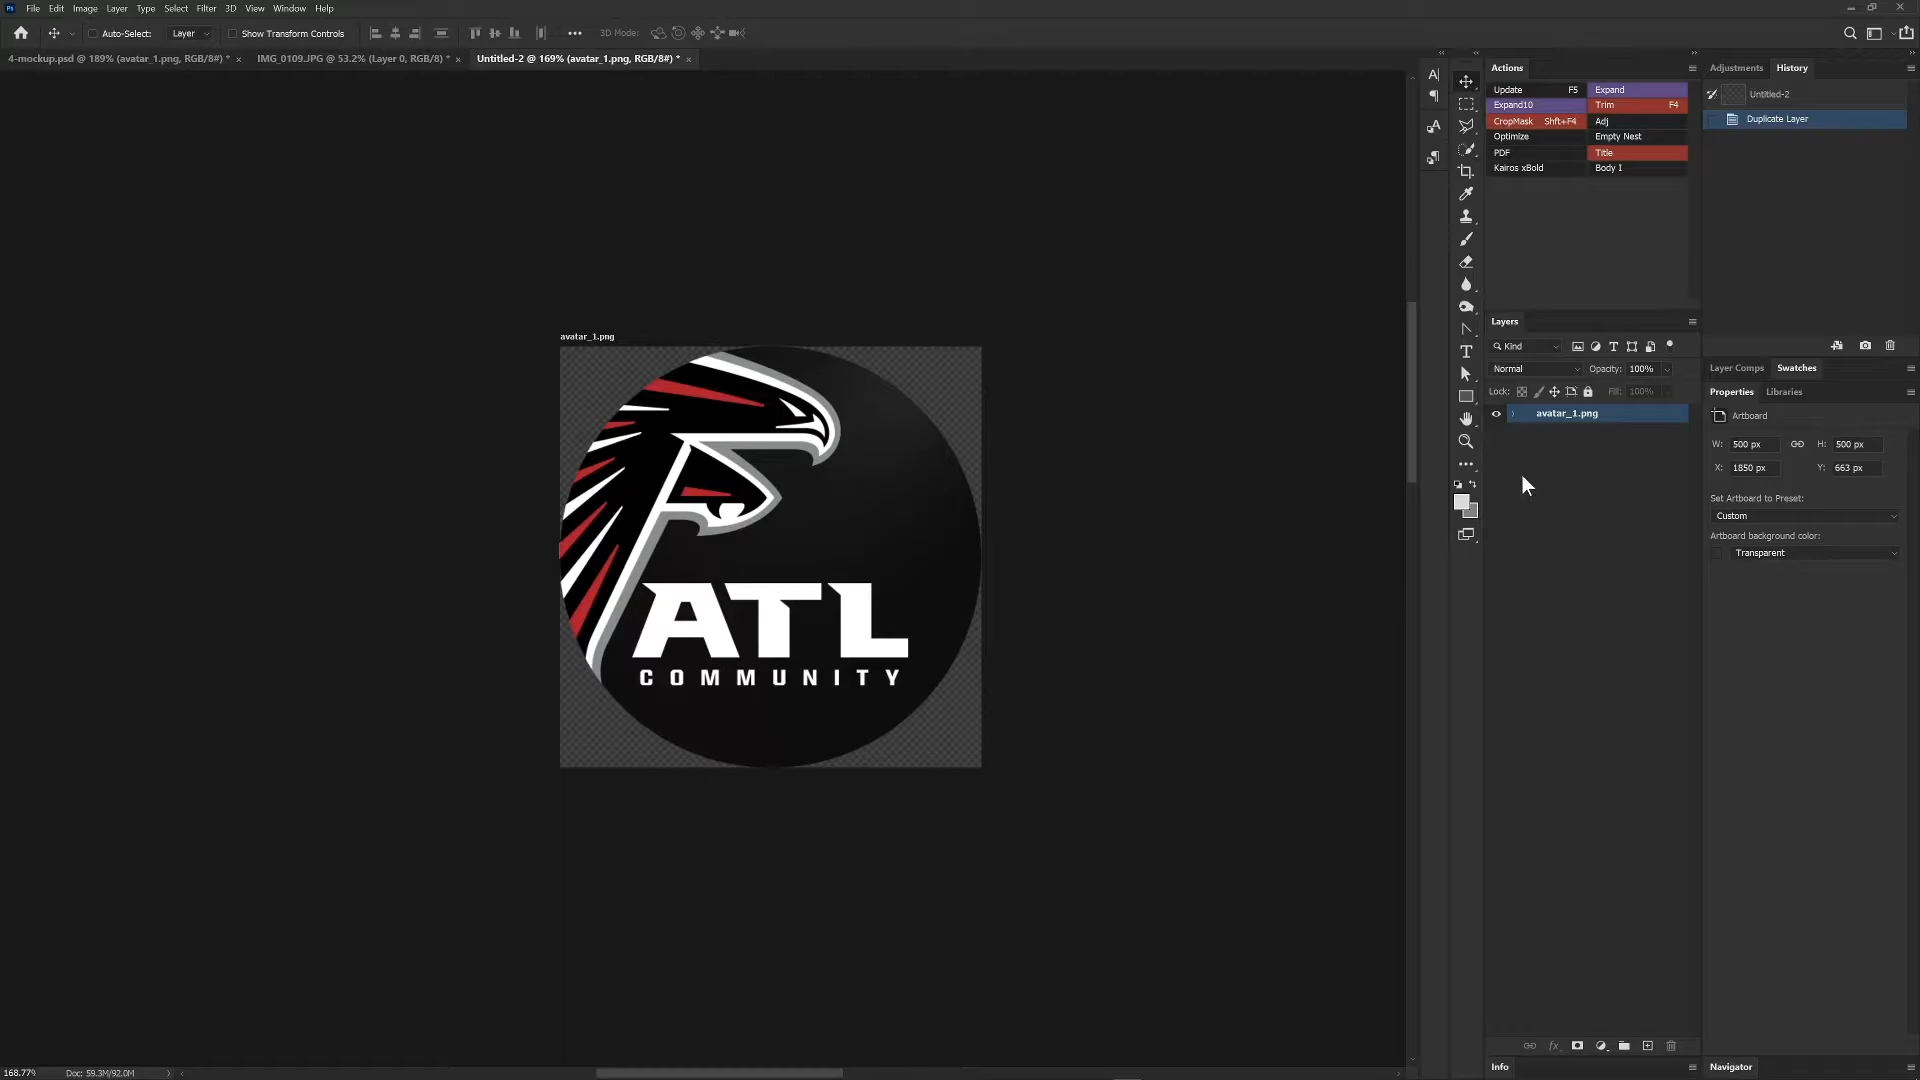 Ps File Edit Image Layer Type Select Filter 3D View Window Help
Auto-Select: Layer Show Transform Controls 3D Mode:
4-mockup.psd @ 189% (avatar_1.png, RGB/8#) * × IMG_0109.JPG @ 53.2% (Layer 0, RGB/8) * × Untitled-2 @ 169% (avatar_1.png, RGB/8#) * ×
avatar_1.png
ATL
COMMUNITY
168.77% Doc: 59.3M/92.0M
Actions
Update F5 Expand
Expand10 Trim F4
CropMask Shft+F4 Adj
Optimize Empty Nest
PDF Title
Kairos xBold Body 1
Layers
Kind
Normal Opacity: 100%
Lock: Fill: 100%
avatar_1.png
Info
Adjustments History
Untitled-2
Duplicate Layer
Layer Comps Swatches
Properties Libraries
Artboard
W: 500 px H: 500 px
X: 1850 px Y: 663 px
Set Artboard to Preset:
Custom
Artboard background color:
Transparent
Navigator